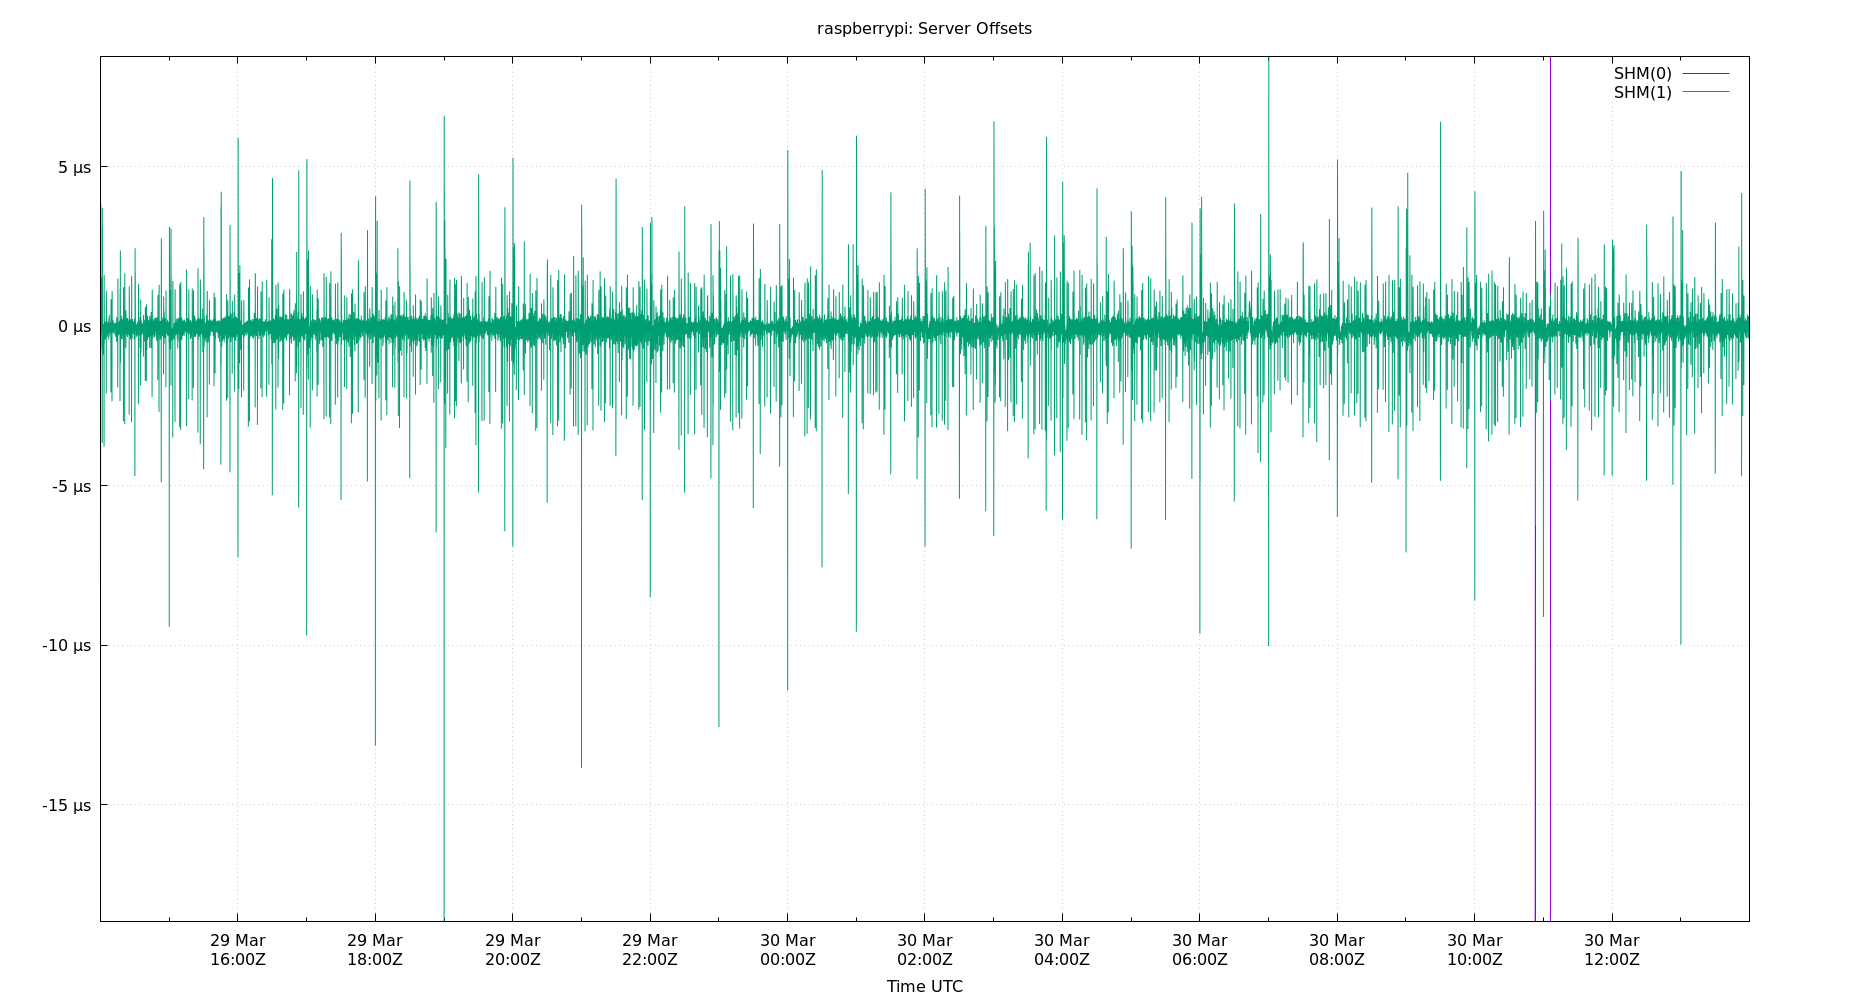 raspberrypi: Server Offsets
SHM(0)
SHM(1)
5 µs
0 µs
-5 µs
-10 µs
-15 µs
29 Mar 29 Mar 29 Mar 29 Mar 30 Mar 30 Mar 30 Mar 30 Mar 30 Mar 30 Mar 30 Mar
16:00Z 18:00Z 20:00Z 22:00Z 00:00Z 02:00Z 04:00Z 06:00Z 08:00Z 10:00Z 12:00Z
Time UTC